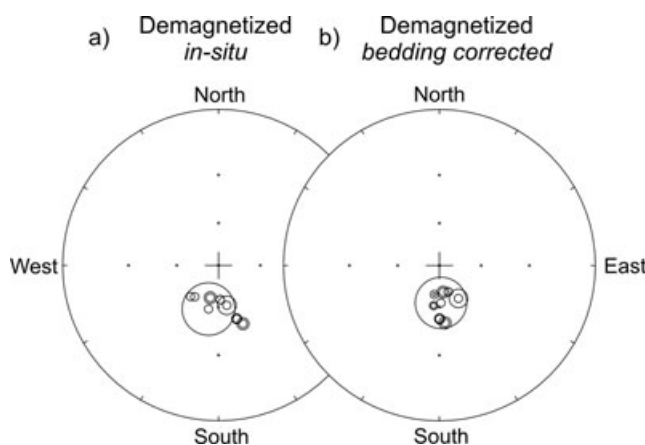 a) Demagnetized
in-situ
b) Demagnetized
bedding corrected
North
North
West
East
South
South